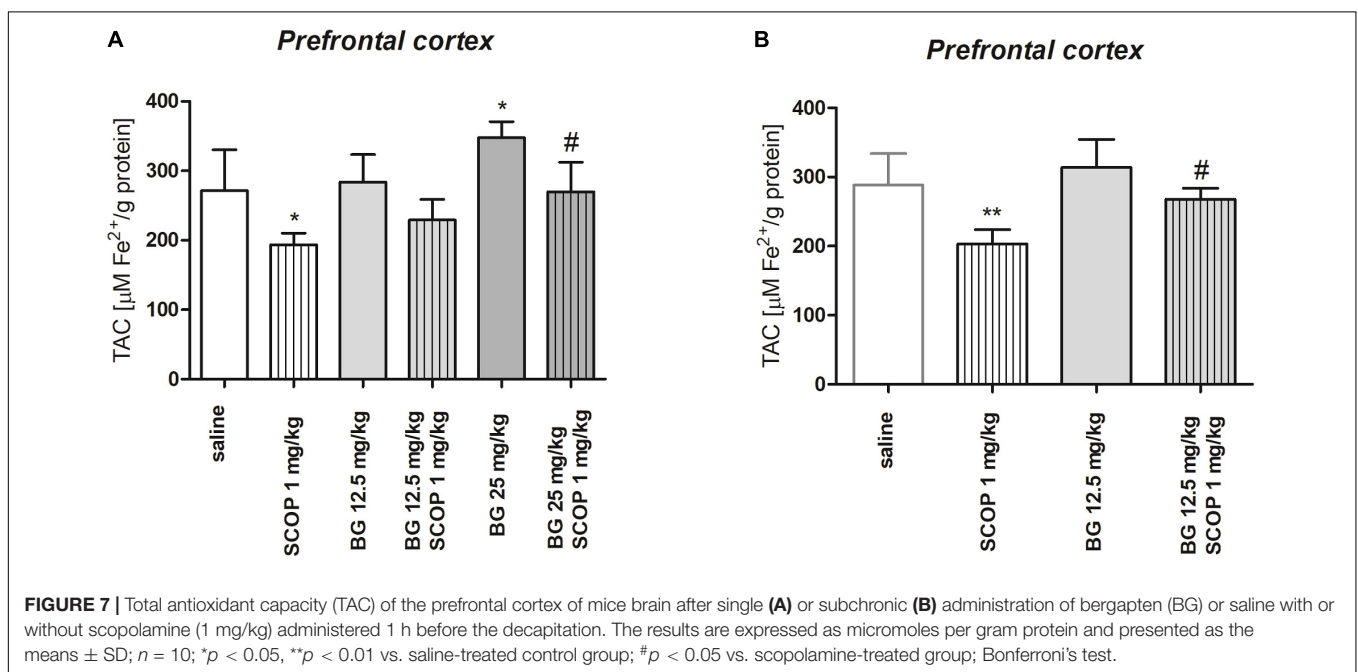 A
Prefrontal cortex
TAC [µM Fe²⁺/g protein]
400
300
200
100
0
*
*
#
saline
SCOP 1 mg/kg
BG 12.5 mg/kg
BG 12.5 mg/kg
SCOP 1 mg/kg
BG 25 mg/kg
BG 25 mg/kg
SCOP 1 mg/kg
B
Prefrontal cortex
TAC [µM Fe²⁺/g protein]
400
300
200
100
0
**
#
saline
SCOP 1 mg/kg
BG 12.5 mg/kg
BG 12.5 mg/kg
SCOP 1 mg/kg
FIGURE 7 | Total antioxidant capacity (TAC) of the prefrontal cortex of mice brain after single (A) or subchronic (B) administration of bergapten (BG) or saline with or
without scopolamine (1 mg/kg) administered 1 h before the decapitation. The results are expressed as micromoles per gram protein and presented as the
means ± SD; n = 10; *p < 0.05, **p < 0.01 vs. saline-treated control group; #p < 0.05 vs. scopolamine-treated group; Bonferroni's test.